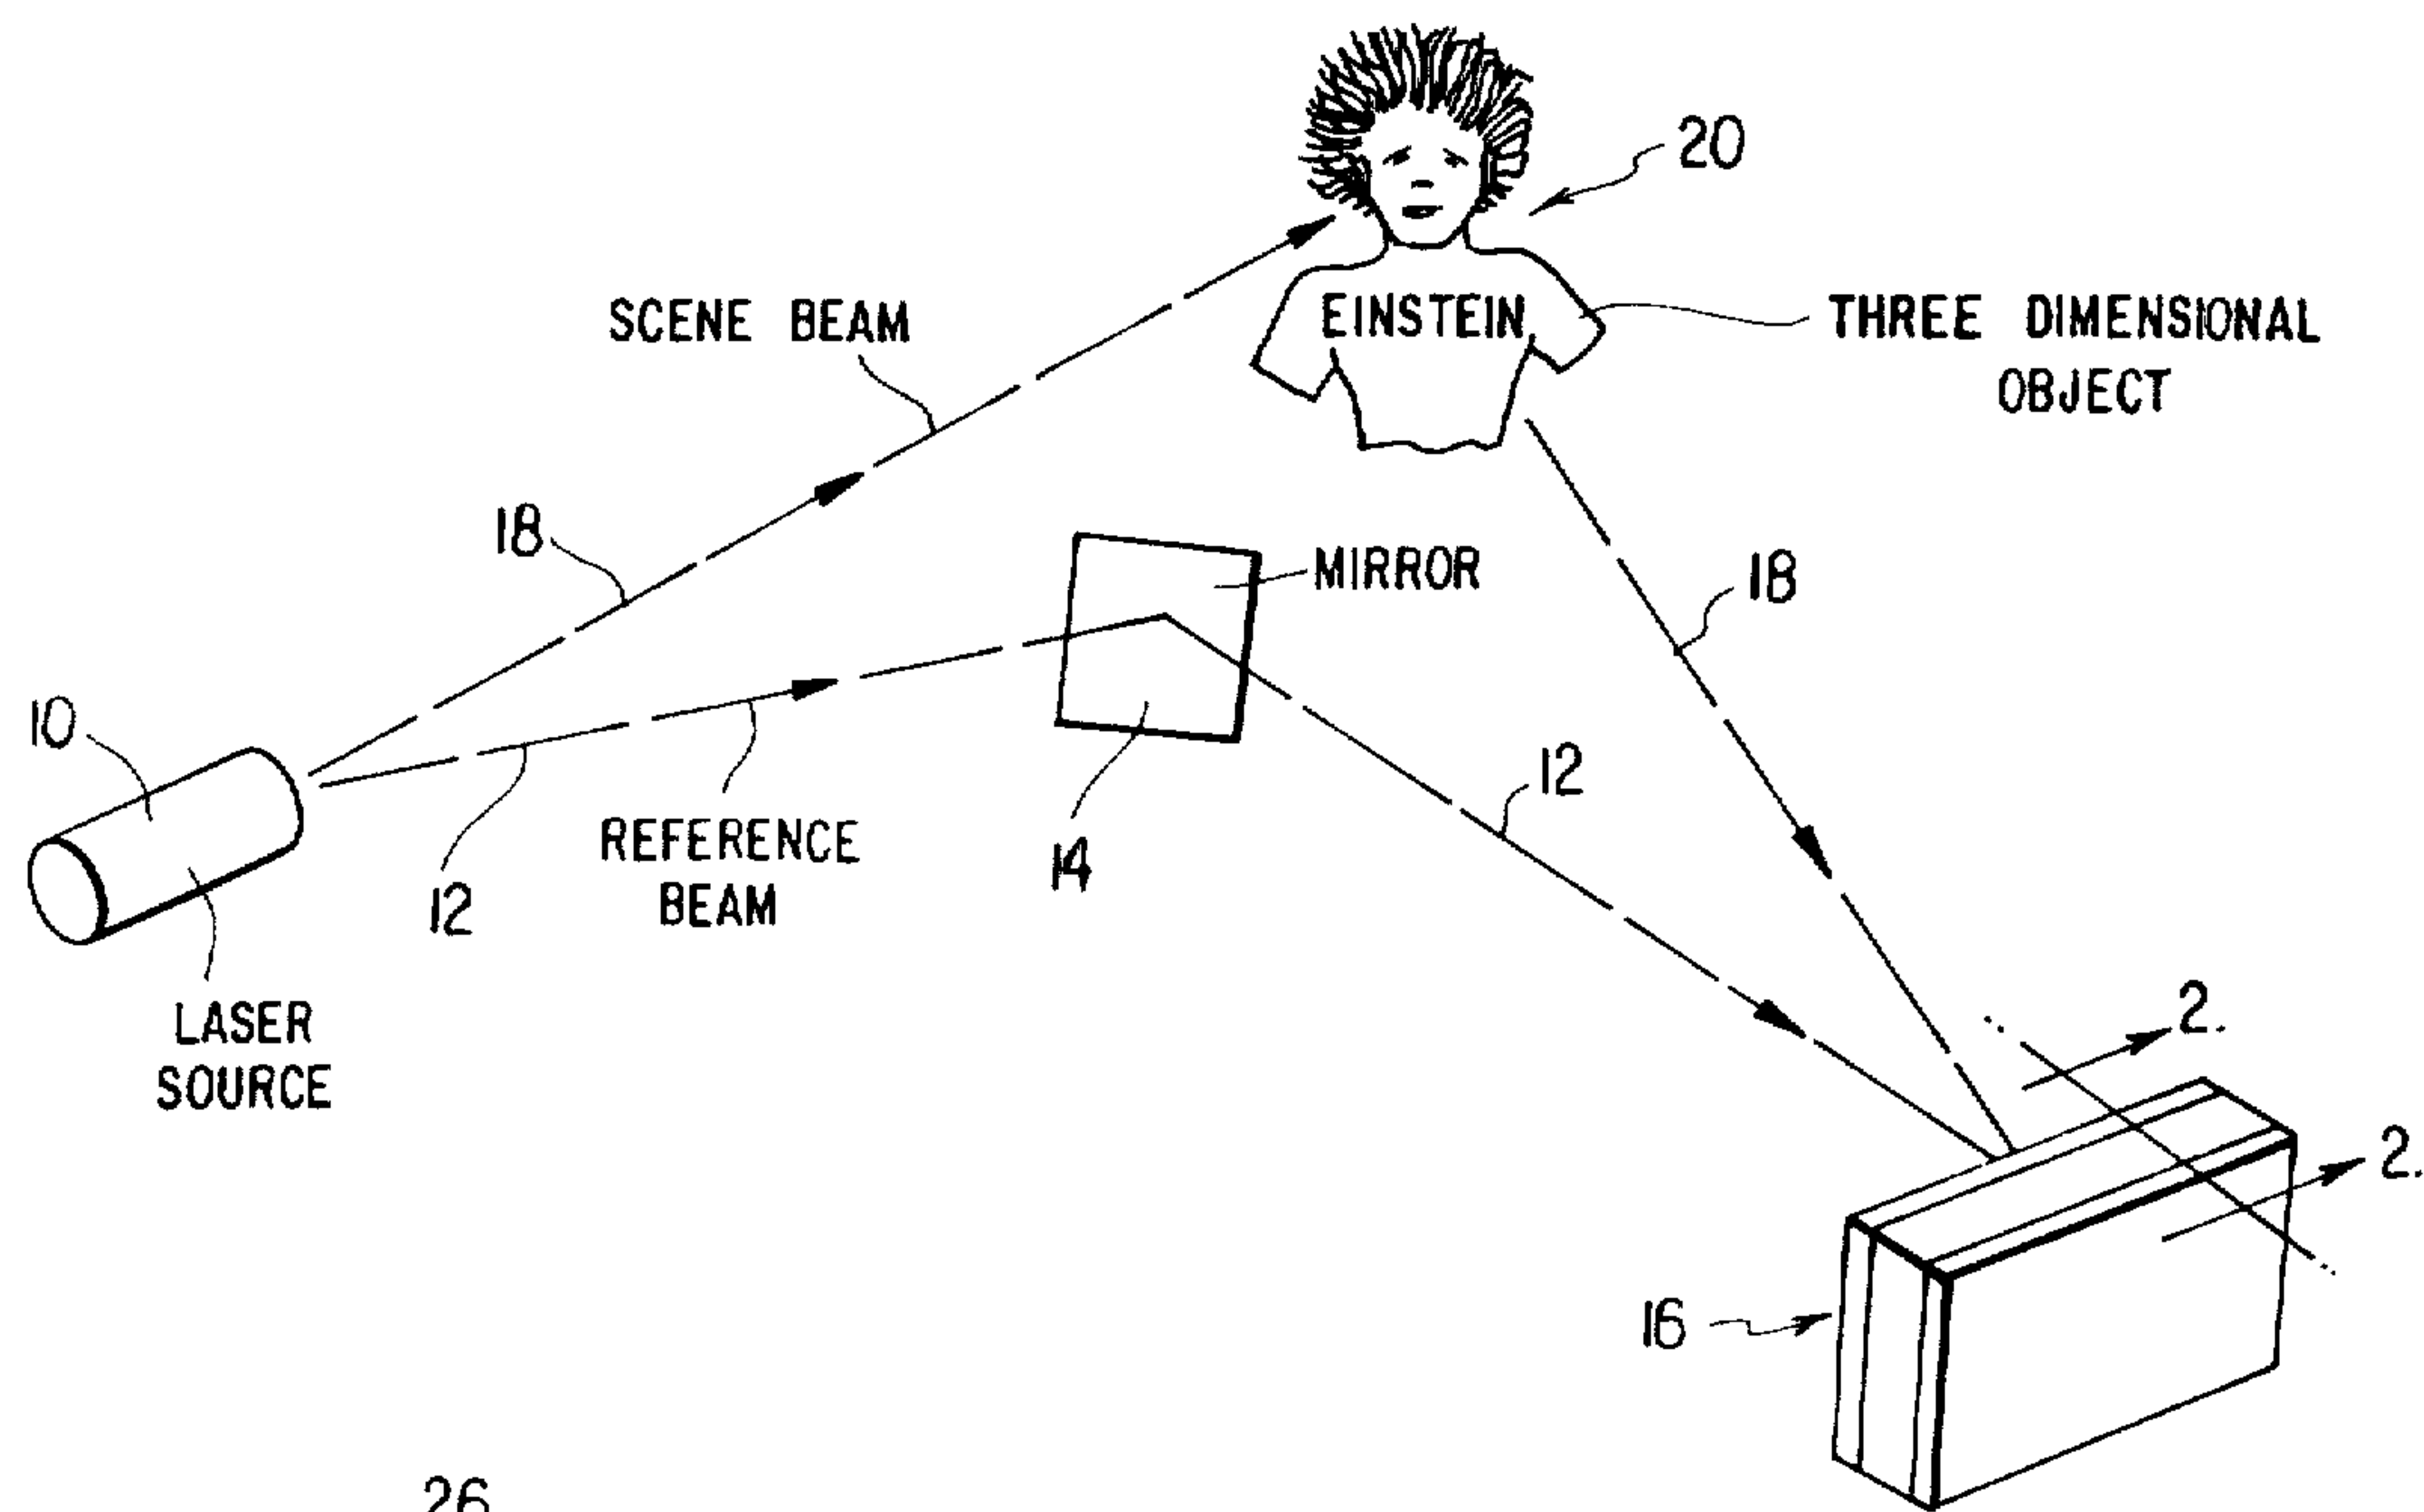 20
SCENE BEAM
EINSTEIN
THREE DIMENSIONAL
OBJECT
18
MIRROR
18
10
12
12
REFERENCE
BEAM
14
LASER
SOURCE
2.
2.
16
26